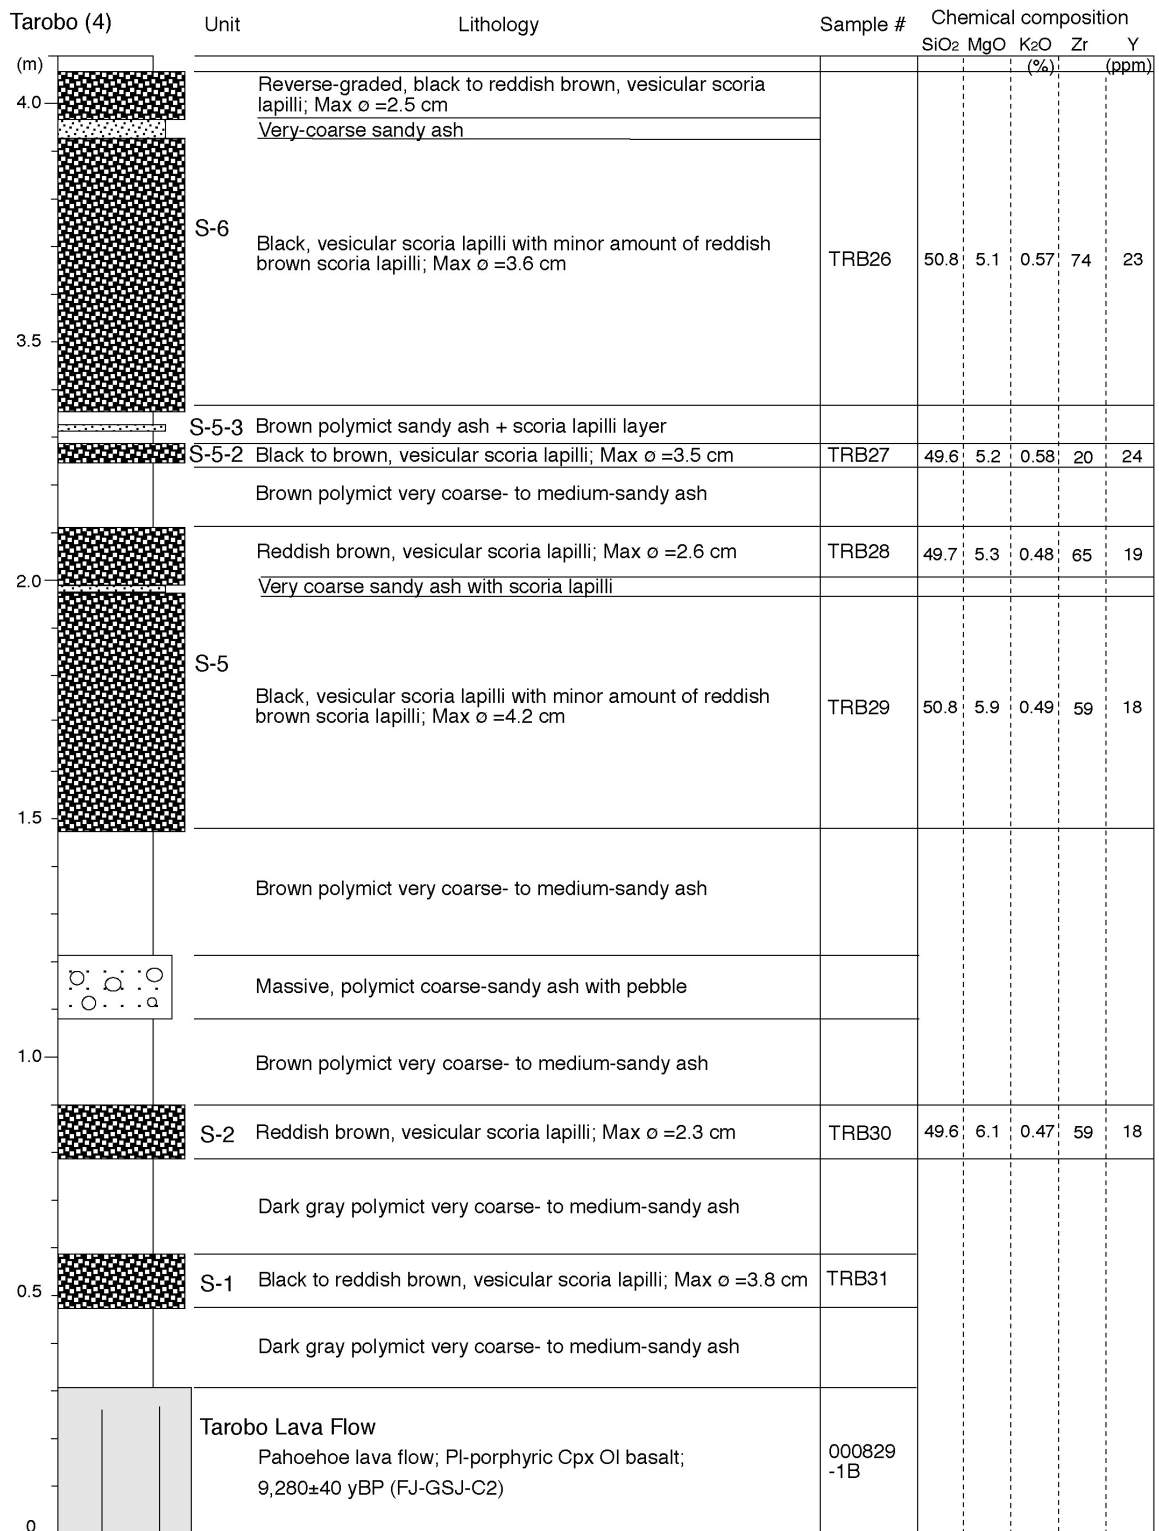 Tarobo (4) Unit Lithology Sample # Chemical composition
SiO2 MgO K2O Zr Y
(m) (%) (ppm)
Reverse-graded, black to reddish brown, vesicular scoria
4.0 lapilli; Max ø =2.5 cm
Very-coarse sandy ash
S-6
Black, vesicular scoria lapilli with minor amount of reddish
brown scoria lapilli; Max ø =3.6 cm TRB26 50.8 5.1 0.57 74 23
3.5
S-5-3 Brown polymict sandy ash + scoria lapilli layer
S-5-2 Black to brown, vesicular scoria lapilli; Max ø =3.5 cm TRB27 49.6 5.2 0.58 20 24
Brown polymict very coarse- to medium-sandy ash
Reddish brown, vesicular scoria lapilli; Max ø =2.6 cm TRB28 49.7 5.3 0.48 65 19
2.0 Very coarse sandy ash with scoria lapilli
S-5
Black, vesicular scoria lapilli with minor amount of reddish
brown scoria lapilli; Max ø =4.2 cm TRB29 50.8 5.9 0.49 59 18
1.5
Brown polymict very coarse- to medium-sandy ash
Massive, polymict coarse-sandy ash with pebble
1.0 Brown polymict very coarse- to medium-sandy ash
S-2 Reddish brown, vesicular scoria lapilli; Max ø =2.3 cm TRB30 49.6 6.1 0.47 59 18
Dark gray polymict very coarse- to medium-sandy ash
S-1 Black to reddish brown, vesicular scoria lapilli; Max ø =3.8 cm TRB31
0.5
Dark gray polymict very coarse- to medium-sandy ash
Tarobo Lava Flow
Pahoehoe lava flow; Pl-porphyric Cpx Ol basalt; 000829
-1B
9,280±40 yBP (FJ-GSJ-C2)
0